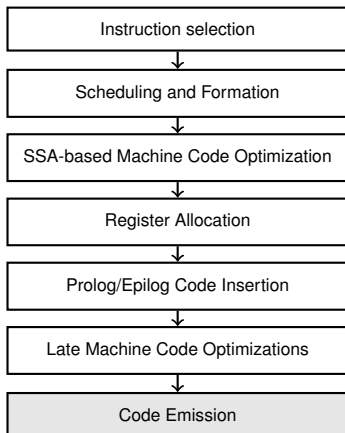 Instruction selection
Scheduling and Formation
SSA-based Machine Code Optimization
Register Allocation
Prolog/Epilog Code Insertion
Late Machine Code Optimizations
Code Emission